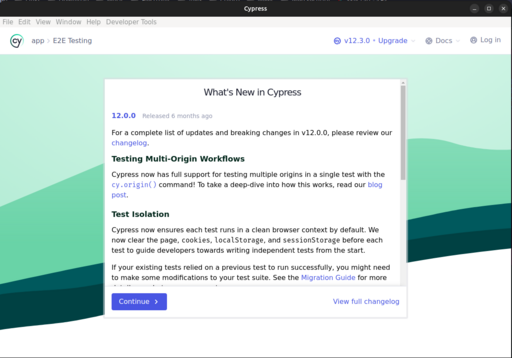 Cypress
File Edit View Window Help Developer Tools
cy app > E2E Testing v12.3.0 • Upgrade Docs Log in
What's New in Cypress
12.0.0 Released 6 months ago
For a complete list of updates and breaking changes in v12.0.0, please review our
changelog.
Testing Multi-Origin Workflows
Cypress now has full support for testing multiple origins in a single test with the
cy.origin() command! To take a deep-dive into how this works, read our blog
post.
Test Isolation
Cypress now ensures each test runs in a clean browser context by default. We
now clear the page, cookies, localStorage, and sessionStorage before each
test to guide developers towards writing independent tests from the start.
If your existing tests relied on a previous test to run successfully, you might need
to make some modifications to your test suite. See the Migration Guide for more
Continue
View full changelog